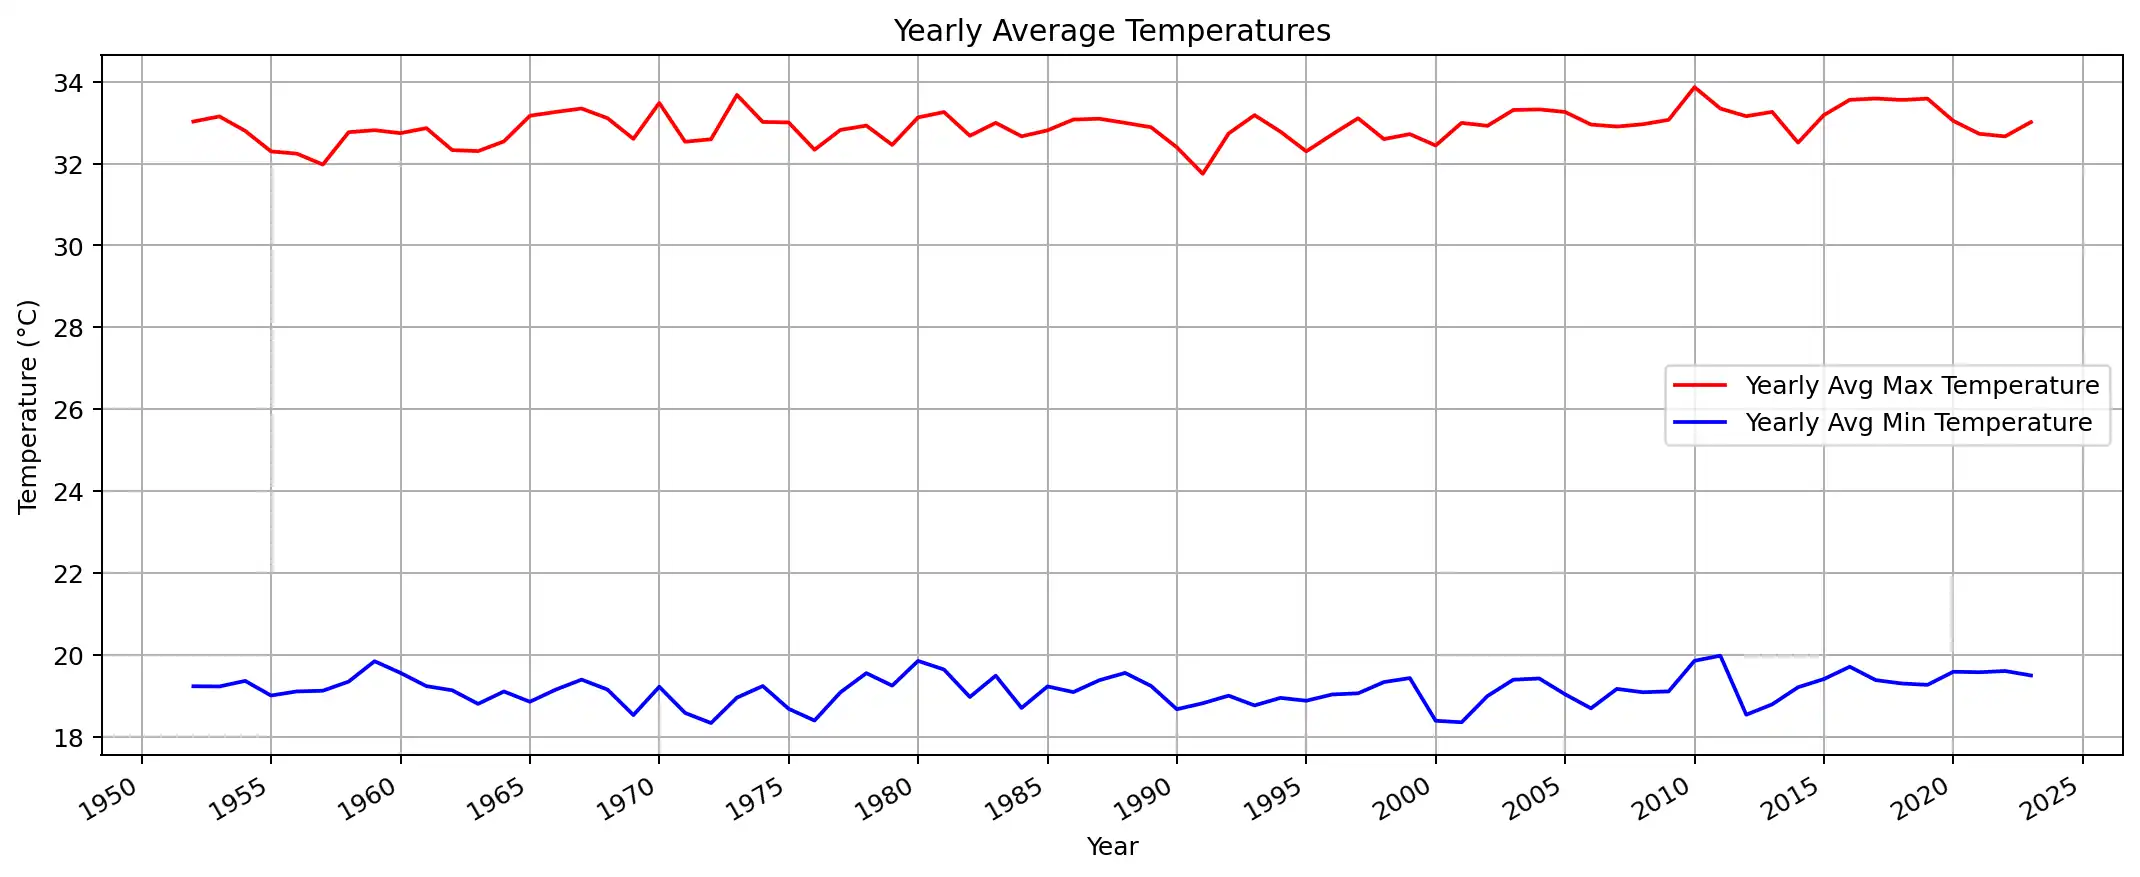 Yearly Average Temperatures
34
32
30
28
26
24
22
20
18
Temperature (°C)
Yearly Avg Max Temperature
Yearly Avg Min Temperature
1950 1955 1960 1965 1970 1975 1980 1985 1990 1995 2000 2005 2010 2015 2020 2025
Year